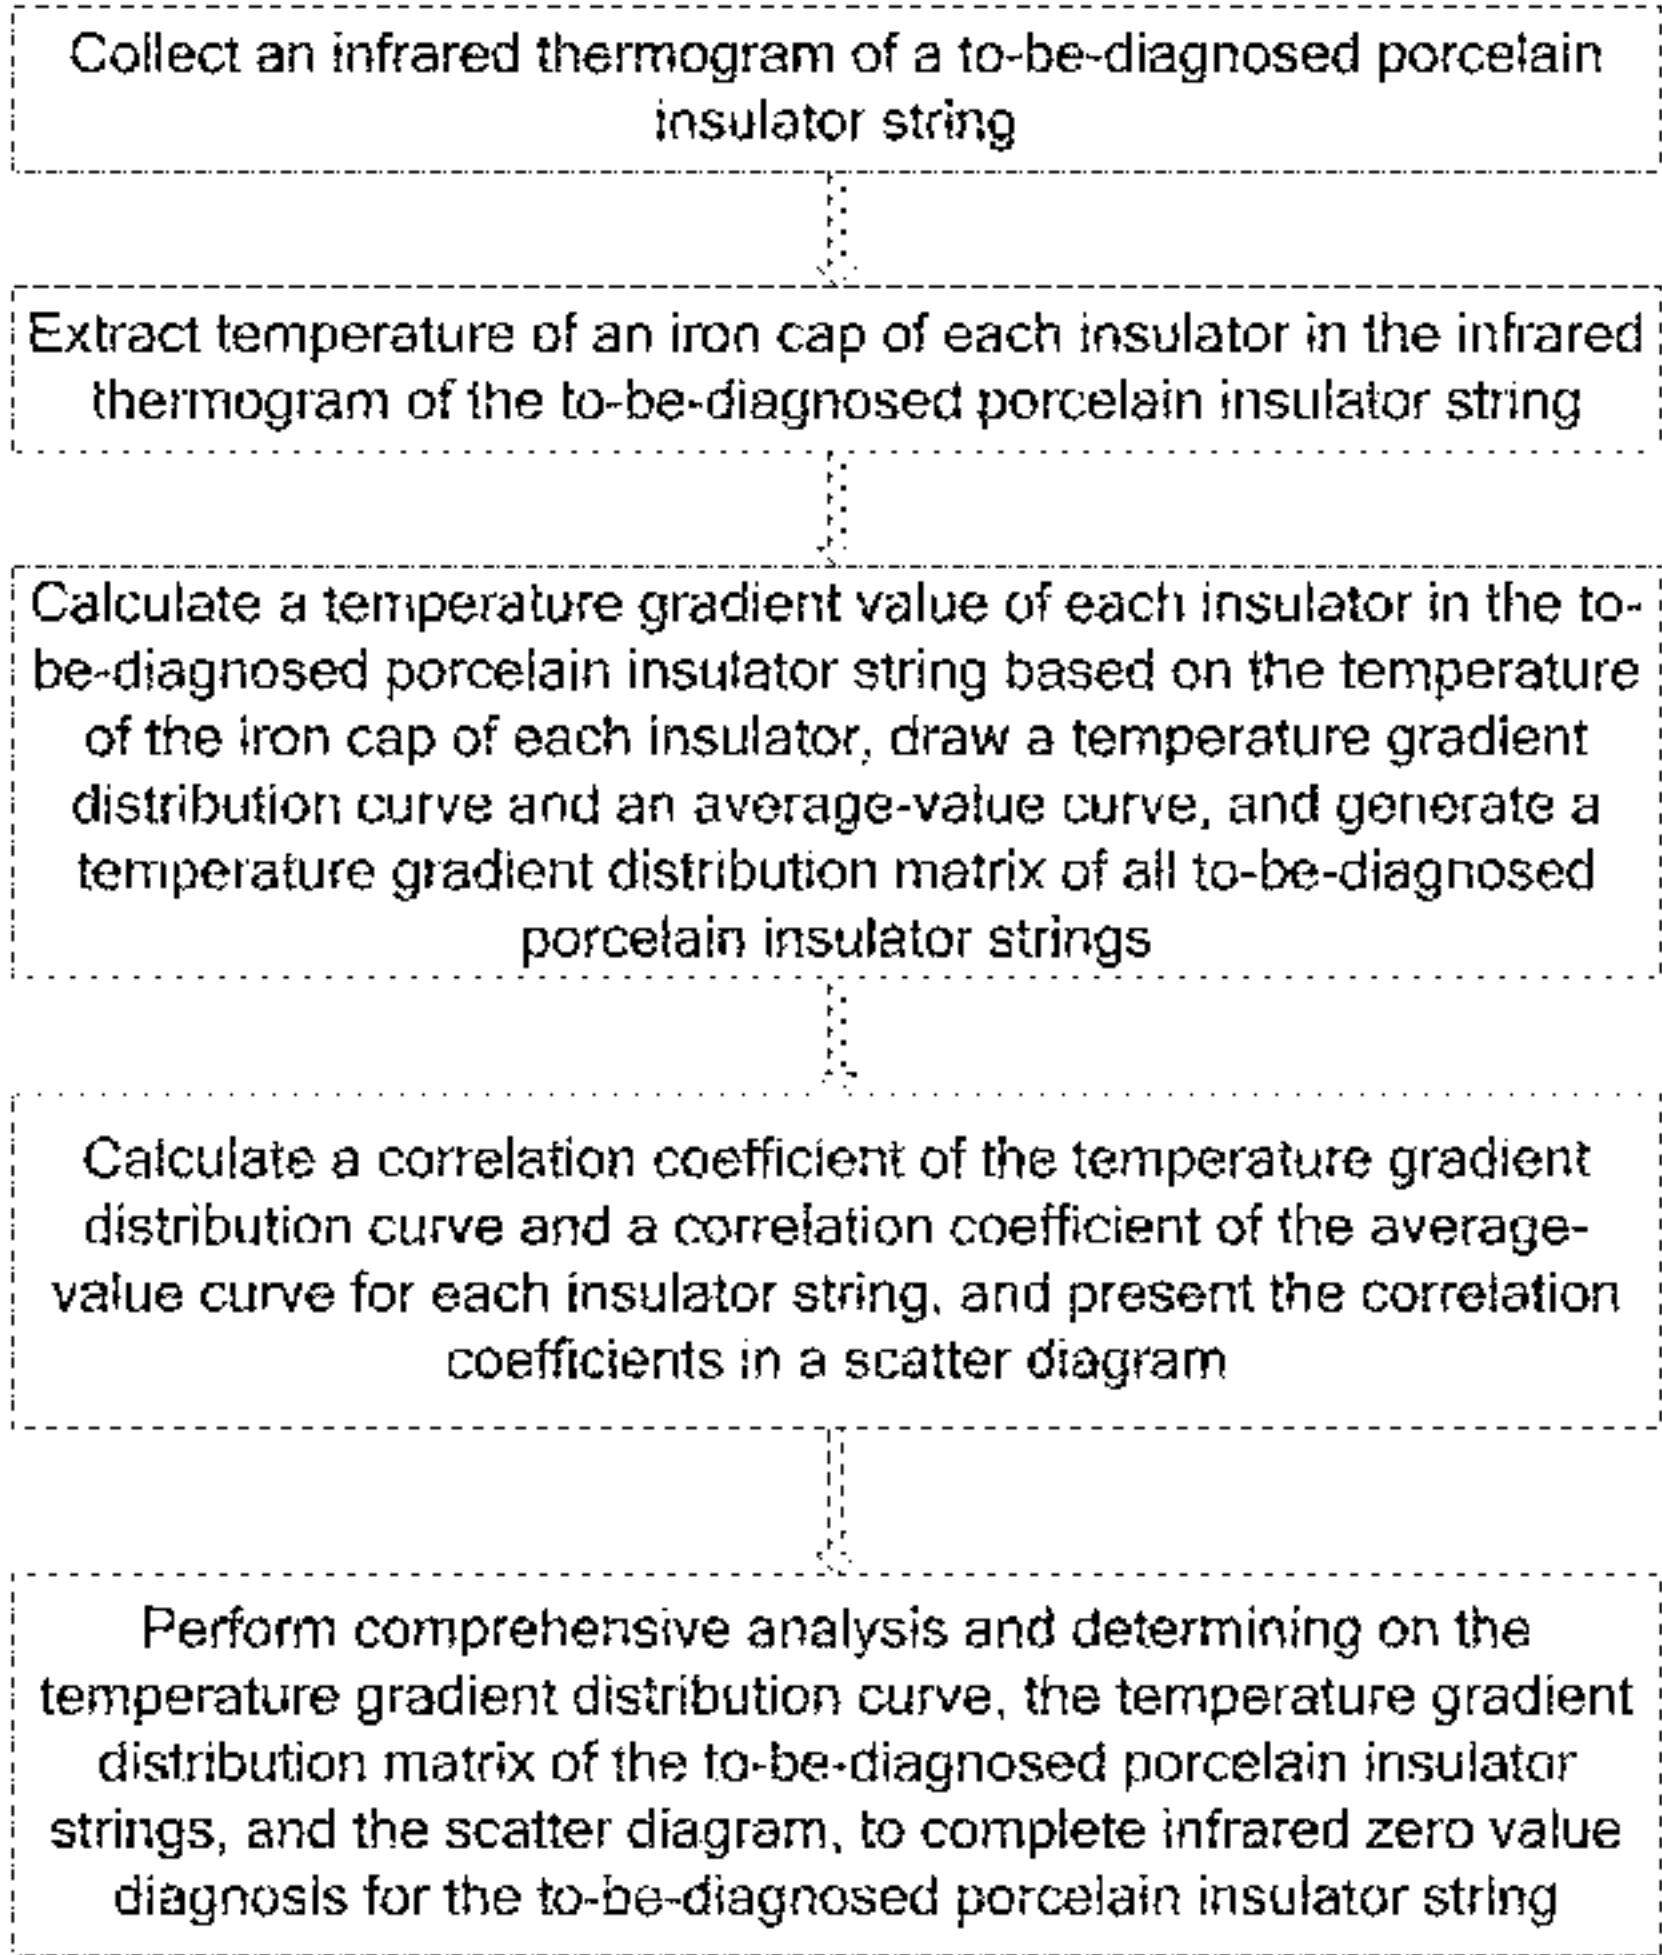 Collect an infrared thermogram of a to-be-diagnosed porcelain
insulator string
Extract temperature of an iron cap of each insulator in the infrared
thermogram of the to-be-diagnosed porcelain insulator string
Calculate a temperature gradient value of each insulator in the to-
be-diagnosed porcelain insulator string based on the temperature
of the iron cap of each insulator, draw a temperature gradient
distribution curve and an average-value curve, and generate a
temperature gradient distribution matrix of all to-be-diagnosed
porcelain insulator strings
Calculate a correlation coefficient of the temperature gradient
distribution curve and a correlation coefficient of the average-
value curve for each insulator string, and present the correlation
coefficients in a scatter diagram
Perform comprehensive analysis and determining on the
temperature gradient distribution curve, the temperature gradient
distribution matrix of the to-be-diagnosed porcelain insulator
strings, and the scatter diagram, to complete infrared zero value
diagnosis for the to-be-diagnosed porcelain insulator string